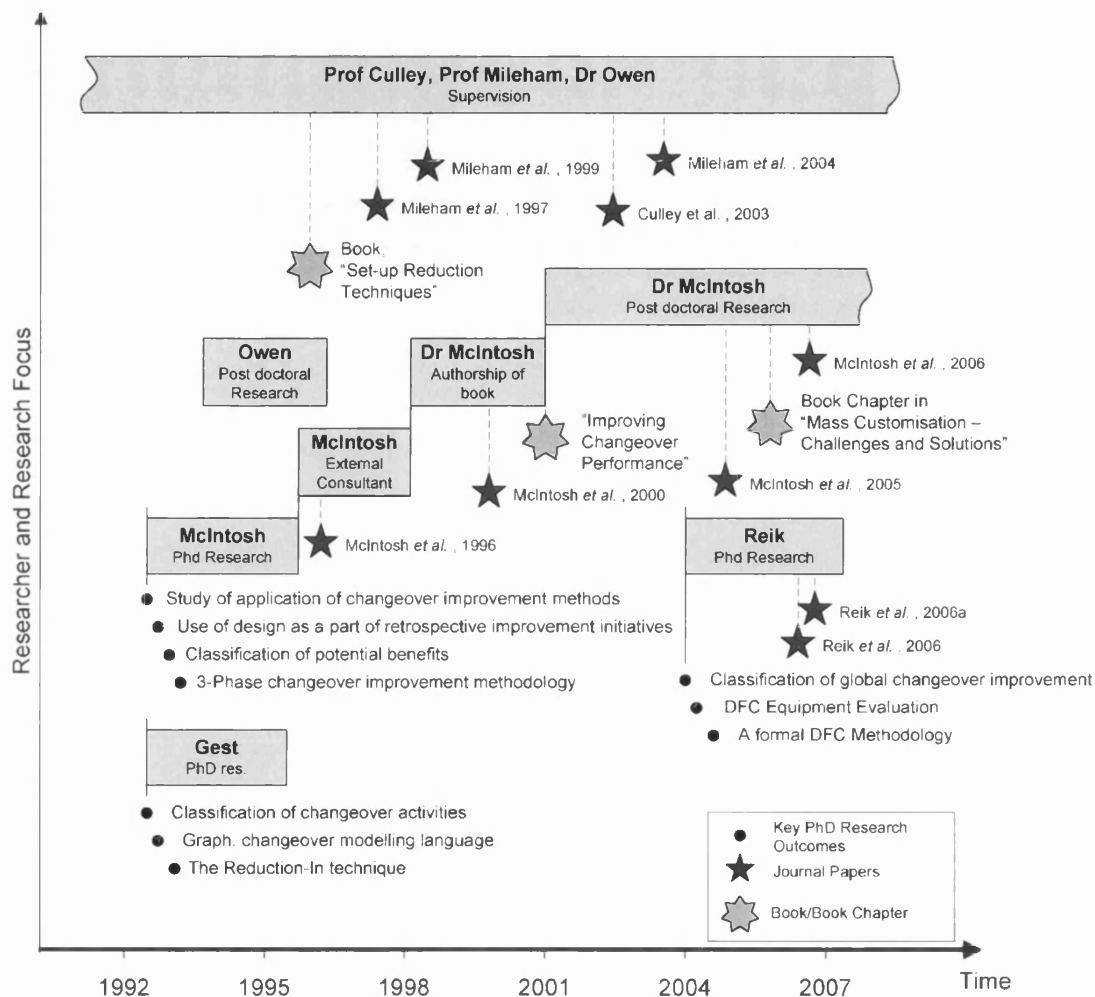 Prof Culley, Prof Mileham, Dr Owen
Supervision
Mileham et al. , 1999
Mileham et al. , 2004
Mileham et al. , 1997
Culley et al., 2003
Book,
"Set-up Reduction
Techniques"
Dr McIntosh
Post doctoral Research
Owen
Post doctoral
Research
Dr McIntosh
Authorship of
book
McIntosh et al. , 2006
McIntosh
External
Consultant
"Improving
Changeover
Performance"
Book Chapter in
"Mass Customisation –
Challenges and Solutions"
McIntosh et al. , 2000
McIntosh et al. , 2005
McIntosh
Phd Research
McIntosh et al. , 1996
Reik
Phd Research
Study of application of changeover improvement methods
Use of design as a part of retrospective improvement initiatives
Classification of potential benefits
3-Phase changeover improvement methodology
Reik et al. , 2006a
Reik et al. , 2006
Classification of global changeover improvement
DFC Equipment Evaluation
A formal DFC Methodology
Gest
PhD res.
Classification of changeover activities
Graph. changeover modelling language
The Reduction-In technique
Key PhD Research
Outcomes
Journal Papers
Book/Book Chapter
Researcher and Research Focus
1992 1995 1998 2001 2004 2007 Time